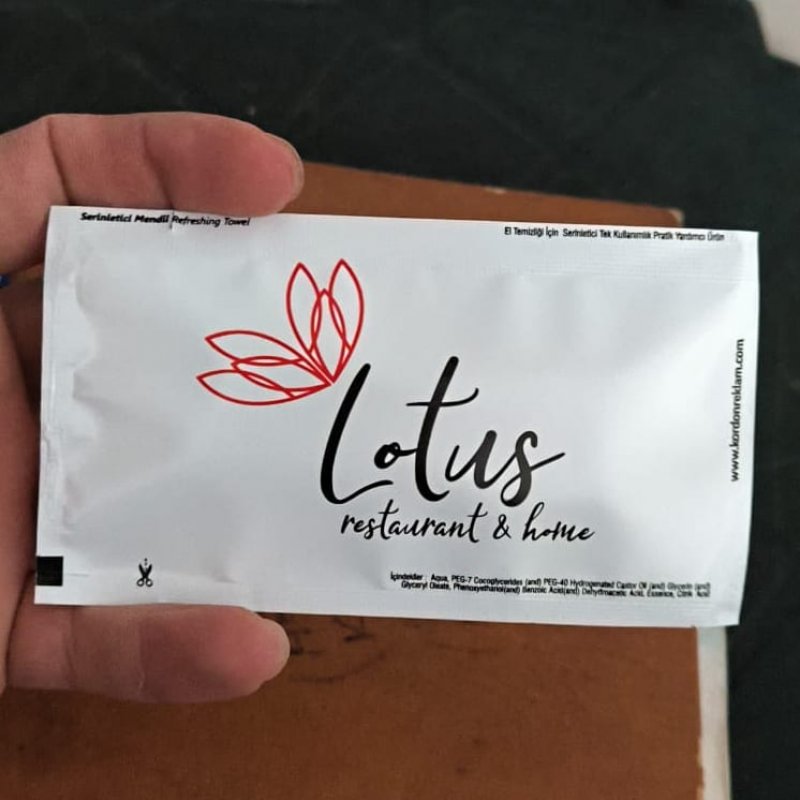 Serinletici Mendil Refreshing Towel
El Temizliği İçin Serinletici Tek Kullanımlık Pratik Yardımcı Ürün
Lotus
restaurant & home
www.kordonreklam.com
İçindekiler : Aqua, PEG-7 Cocoglycerides (and) PEG-40 Hydrogenated Castor Oil (and) Glycerin (and)
Glyceryl Oleate, Phenoxyethanol(and) Benzoic Acid(and) Dehydroacetic Acid, Essence, Citrik Acid